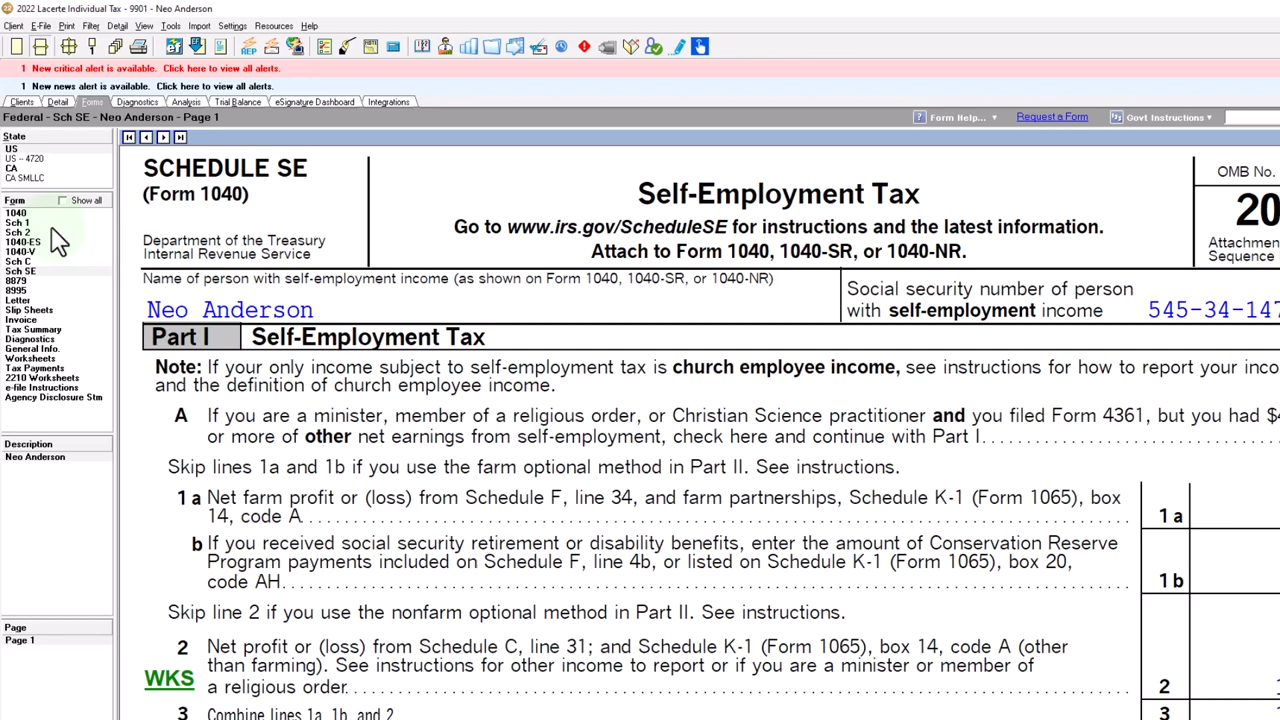 2022 Lacerte Individual Tax - 9901 - Neo Anderson
Client E-File Print Filter Detail View Tools Import Settings Resources Help
1 New critical alert is available. Click here to view all alerts.
1 New news alert is available. Click here to view all alerts.
Clients Detail Forms Diagnostics Analysis Trial Balance eSignature Dashboard Integrations
Federal - Sch SE - Neo Anderson - Page 1
Form Help... Request a Form Govt Instructions
State
US
US -- 4720
CA
CA SMLLC
Form Show all
1040
Sch 1
Sch 2
1040-ES
1040-V
Sch C
Sch SE
8879
8995
Letter
Slip Sheets
Invoice
Tax Summary
Diagnostics
General Info.
Worksheets
Tax Payments
2210 Worksheets
e-file Instructions
Agency Disclosure Stm
Description
Neo Anderson
Page
Page 1
SCHEDULE SE
(Form 1040)
Department of the Treasury
Internal Revenue Service
Self-Employment Tax
Go to www.irs.gov/ScheduleSE for instructions and the latest information.
Attach to Form 1040, 1040-SR, or 1040-NR.
OMB No.
20
Attachment
Sequence
Name of person with self-employment income (as shown on Form 1040, 1040-SR, or 1040-NR)
Neo Anderson
Social security number of person
with self-employment income
545-34-147
Part I Self-Employment Tax
Note: If your only income subject to self-employment tax is church employee income, see instructions for how to report your inco
and the definition of church employee income.
A If you are a minister, member of a religious order, or Christian Science practitioner and you filed Form 4361, but you had $4
or more of other net earnings from self-employment, check here and continue with Part I.
Skip lines 1a and 1b if you use the farm optional method in Part II. See instructions.
1 a Net farm profit or (loss) from Schedule F, line 34, and farm partnerships, Schedule K-1 (Form 1065), box
14, code A 1 a
b If you received social security retirement or disability benefits, enter the amount of Conservation Reserve
Program payments included on Schedule F, line 4b, or listed on Schedule K-1 (Form 1065), box 20,
code AH 1 b
Skip line 2 if you use the nonfarm optional method in Part II. See instructions.
2 Net profit or (loss) from Schedule C, line 31; and Schedule K-1 (Form 1065), box 14, code A (other
than farming). See instructions for other income to report or if you are a minister or member of
WKS a religious order 2
3 Combine lines 1a, 1b, and 2 3